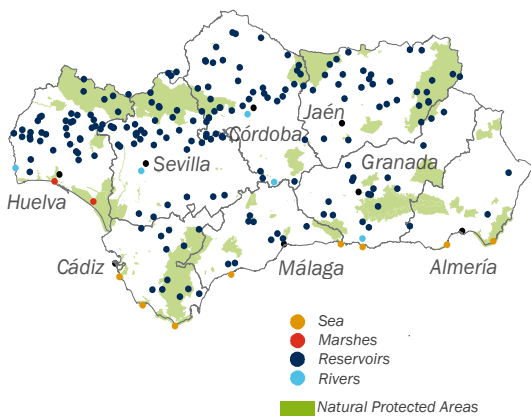 Jaén
Córdoba
Sevilla
Granada
Huelva
Cádiz
Málaga
Almería
Sea
Marshes
Reservoirs
Rivers
Natural Protected Areas